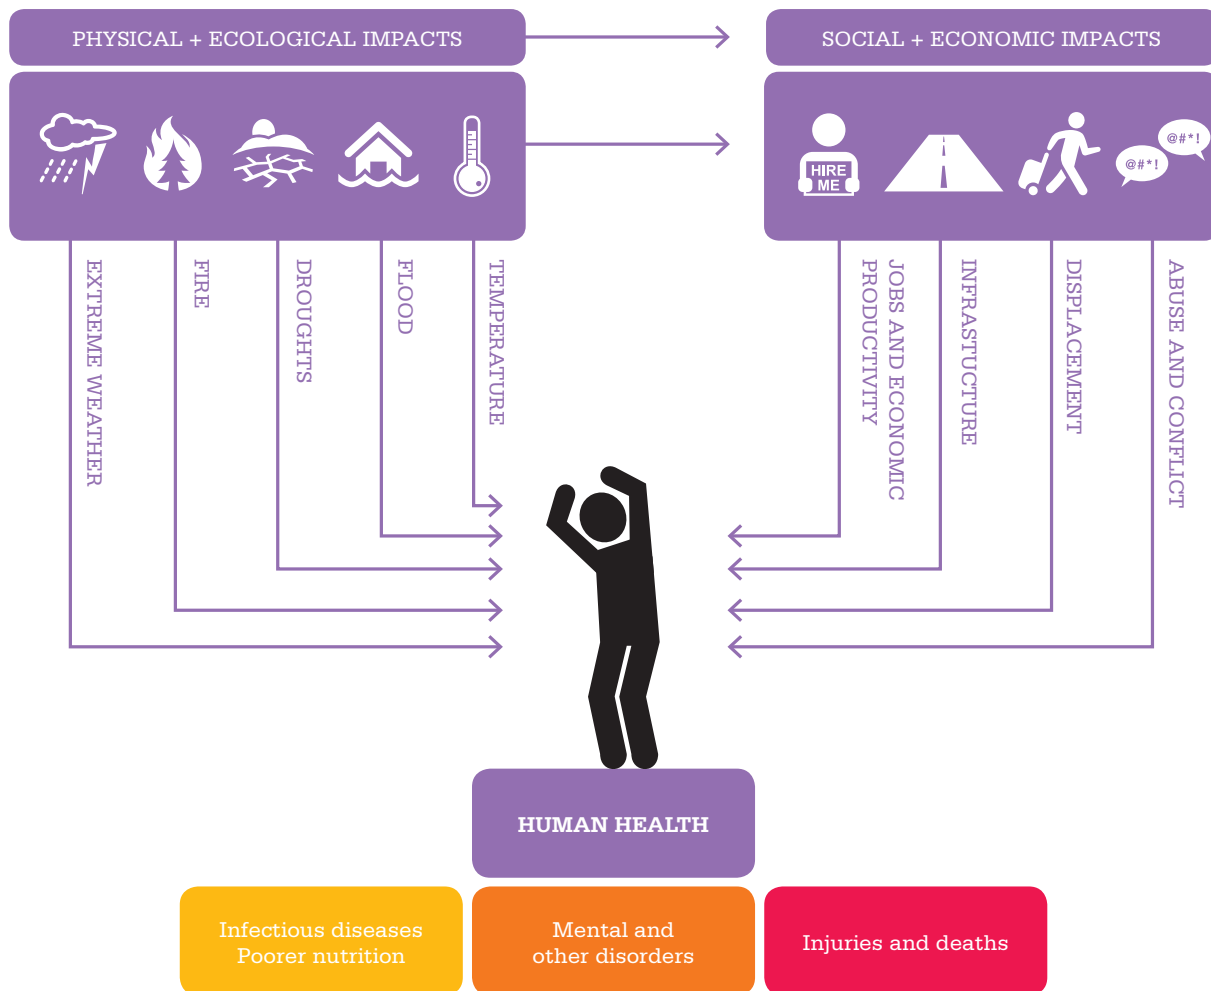 PHYSICAL + ECOLOGICAL IMPACTS
SOCIAL + ECONOMIC IMPACTS
HIRE
ME
@#*!
@#*!
EXTREME WEATHER
FIRE
DROUGHTS
FLOOD
TEMPERATURE
JOBS AND ECONOMIC
PRODUCTIVITY
INFRASTUCTURE
DISPLACEMENT
ABUSE AND CONFLICT
HUMAN HEALTH
Infectious diseases
Poorer nutrition
Mental and
other disorders
Injuries and deaths